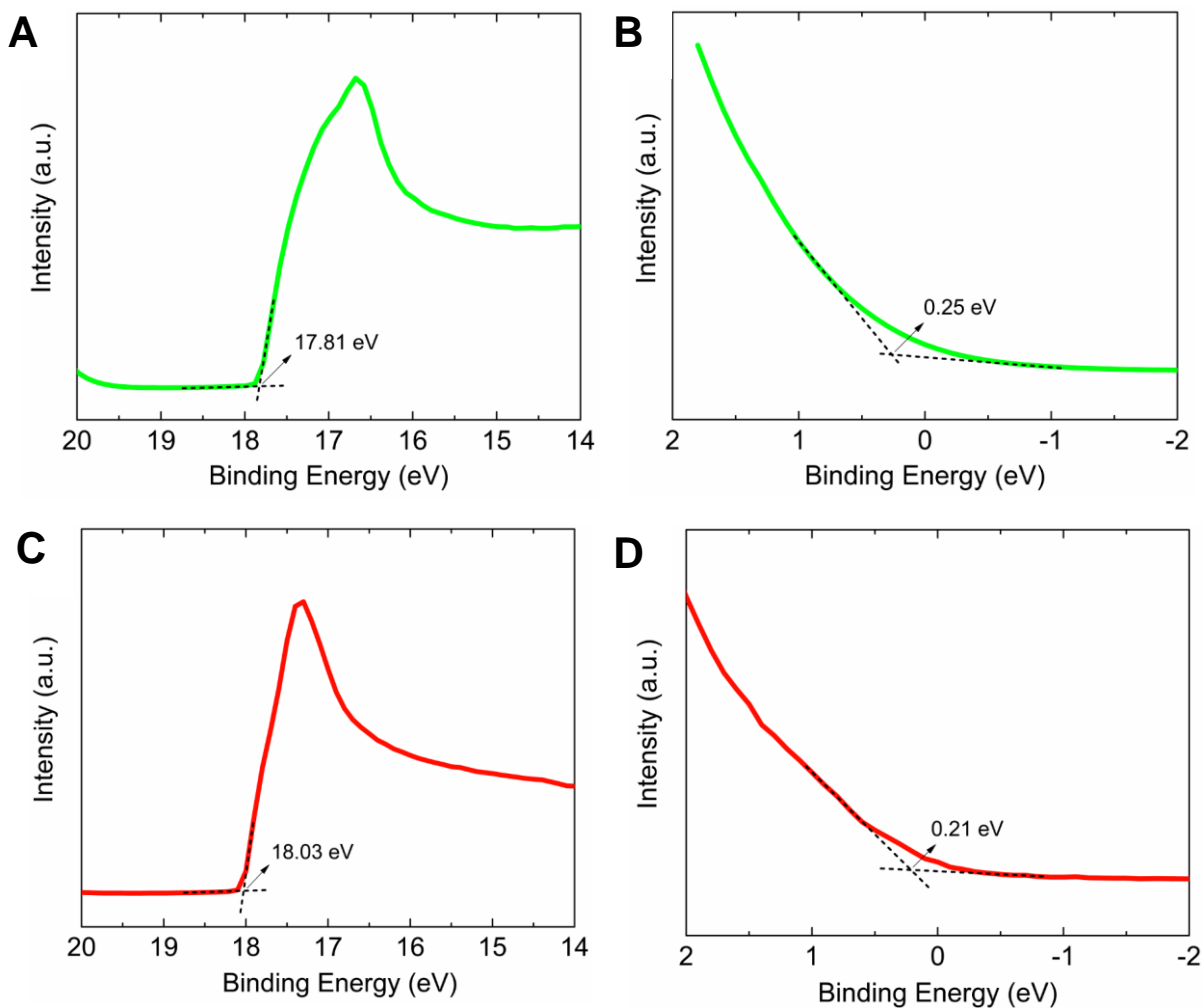 A
Intensity (a.u.)
17.81 eV
20 19 18 17 16 15 14
Binding Energy (eV)
B
Intensity (a.u.)
0.25 eV
2 1 0 -1 -2
Binding Energy (eV)
C
Intensity (a.u.)
18.03 eV
20 19 18 17 16 15 14
Binding Energy (eV)
D
Intensity (a.u.)
0.21 eV
2 1 0 -1 -2
Binding Energy (eV)